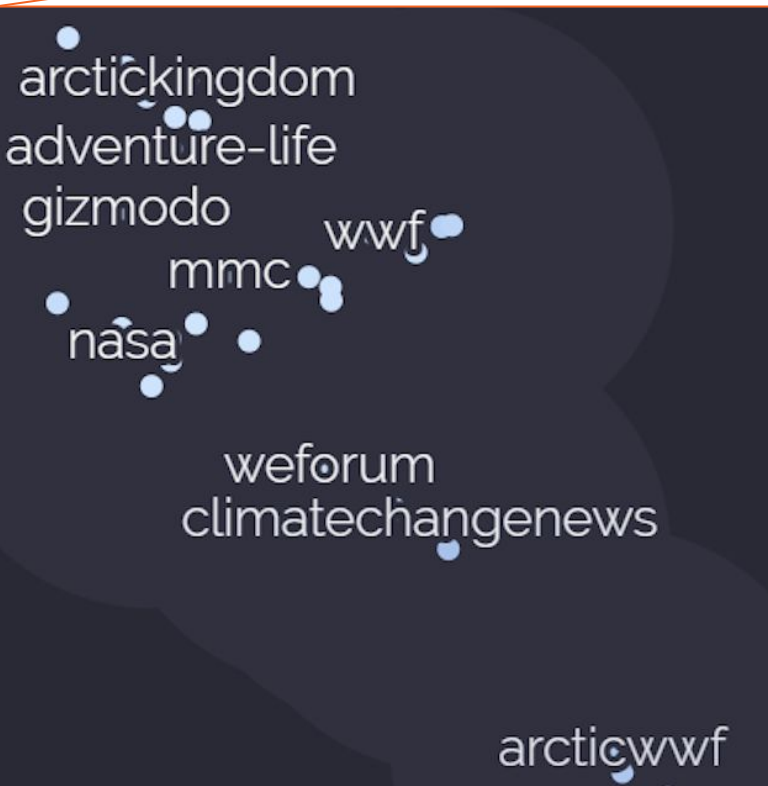 arctickingdom
adventure-life
gizmodo
wwf
mmc
nasa
weforum
climatechangenews
arcticwwf